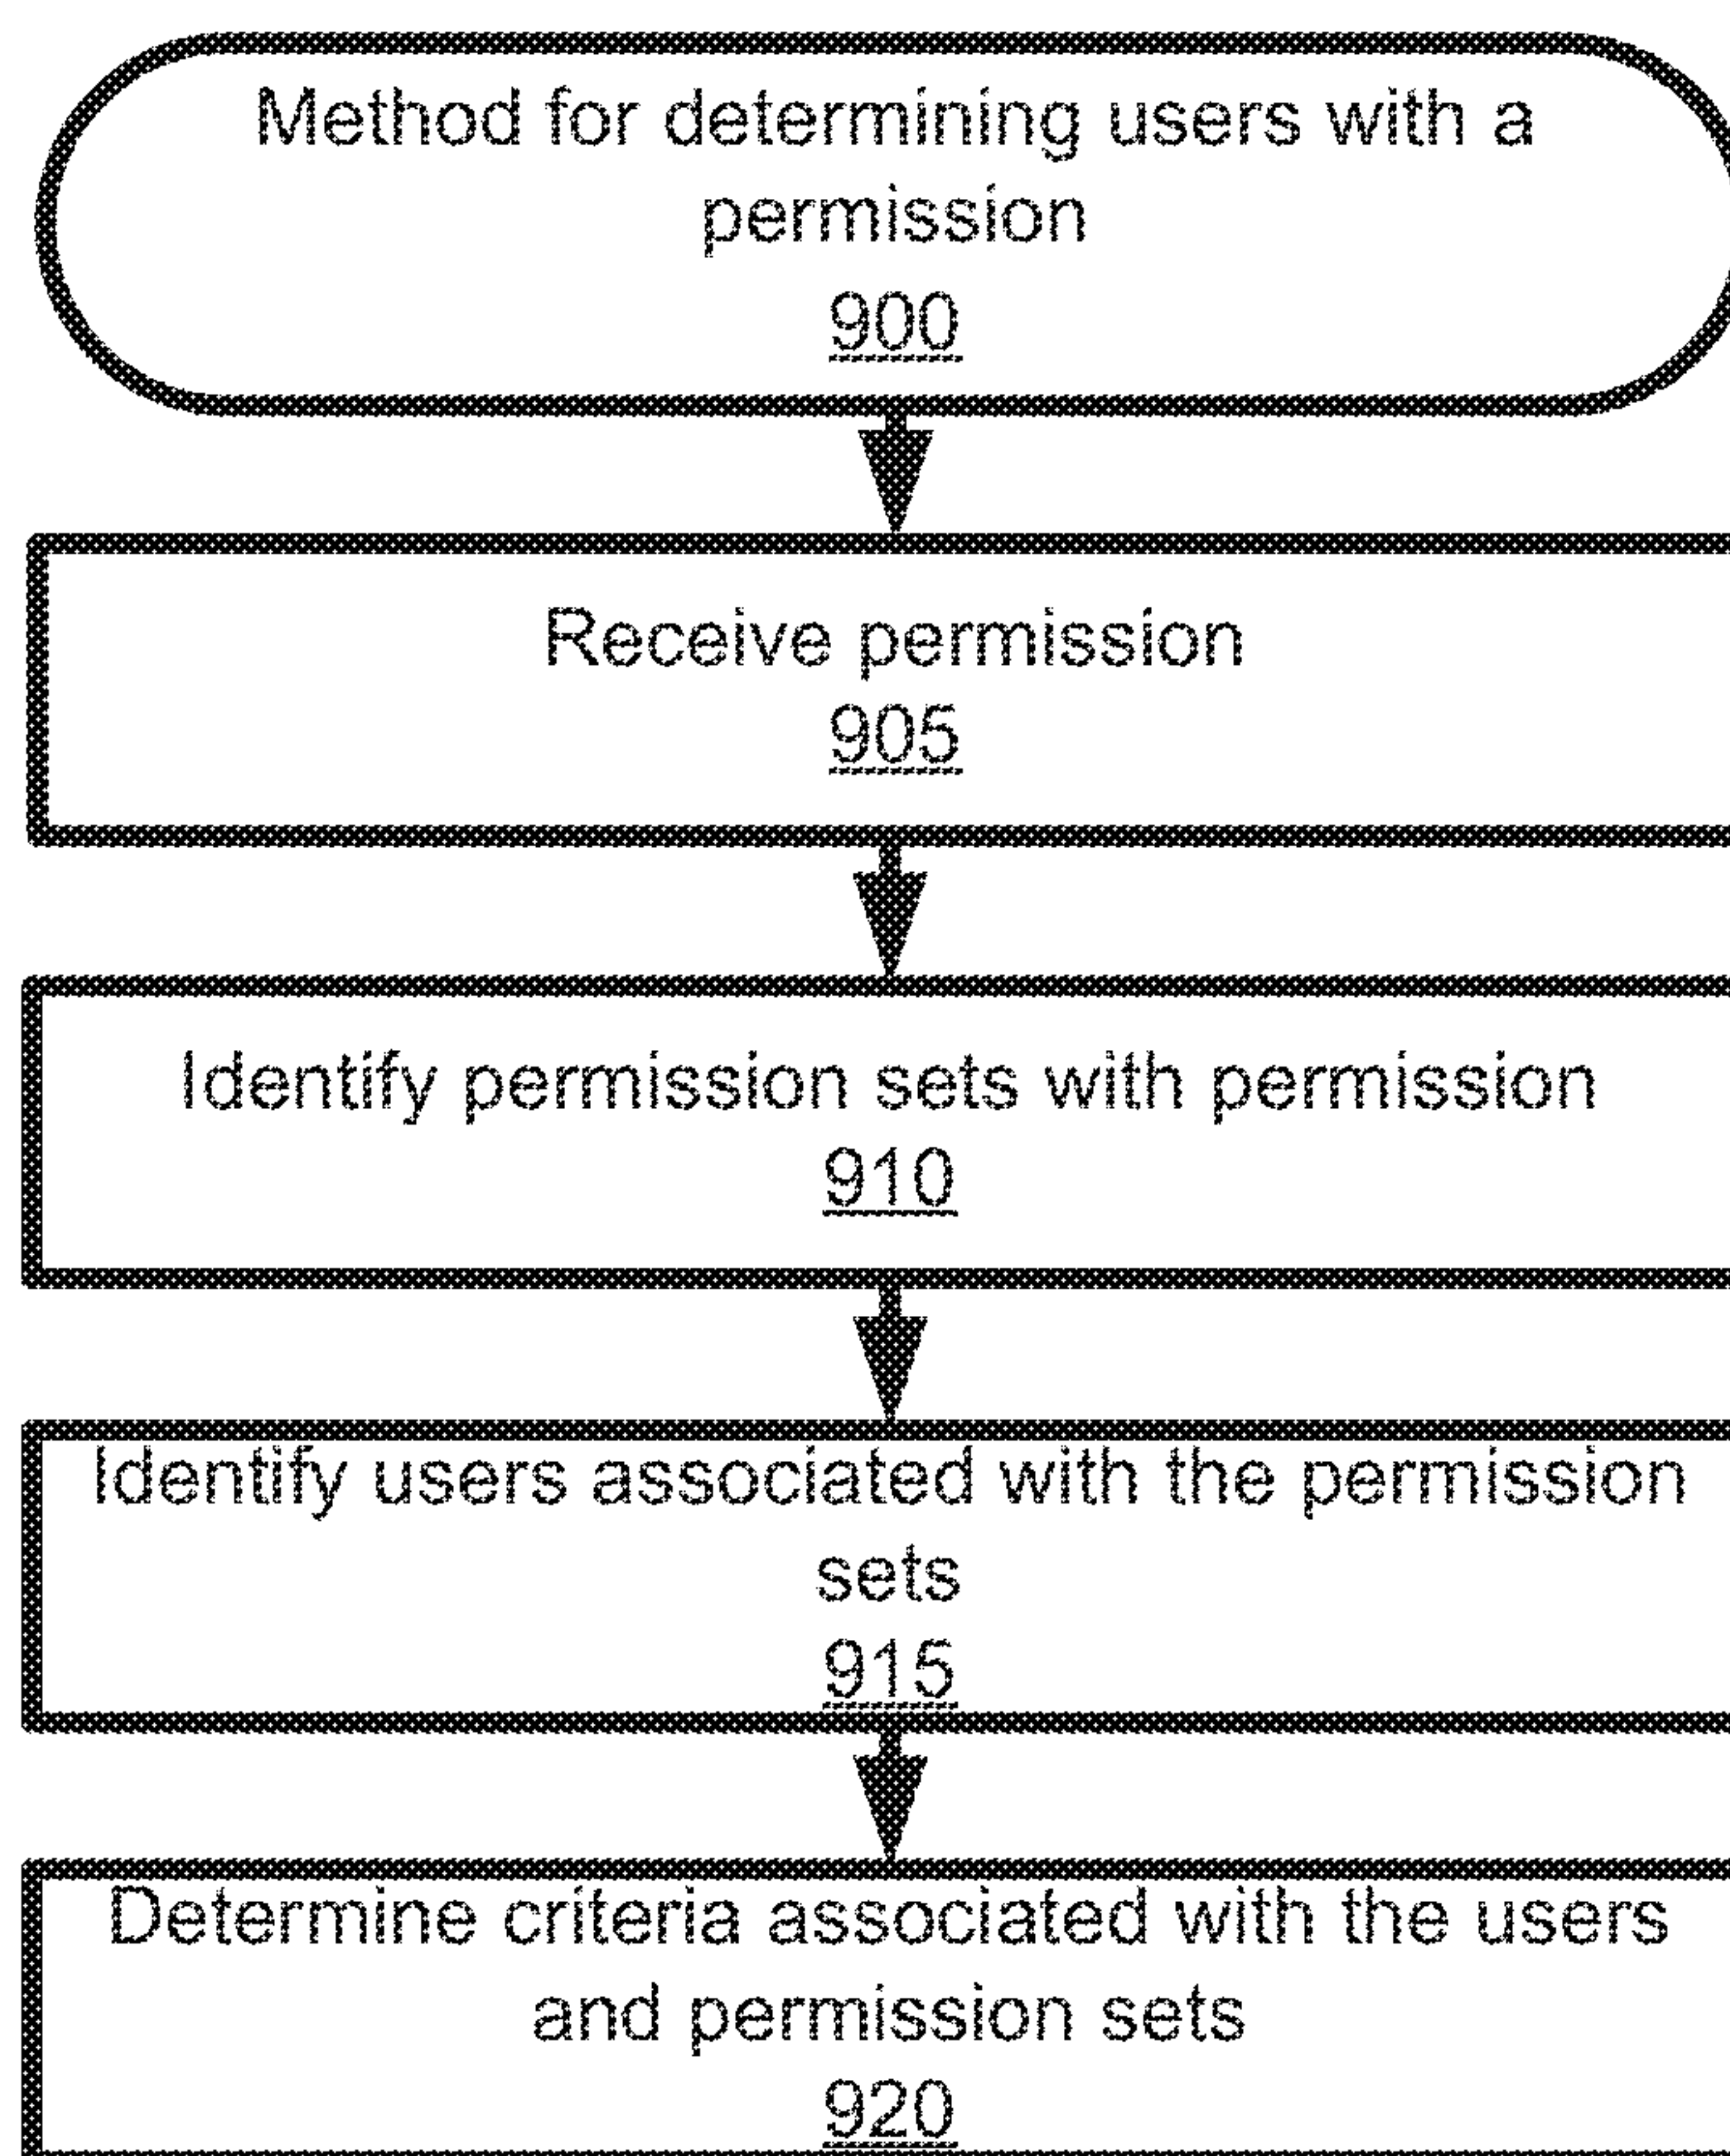 Method for determining users with a
permission
900
Receive permission
905
Identify permission sets with permission
910
Identify users associated with the permission
sets
915
Determine criteria associated with the users
and permission sets
920